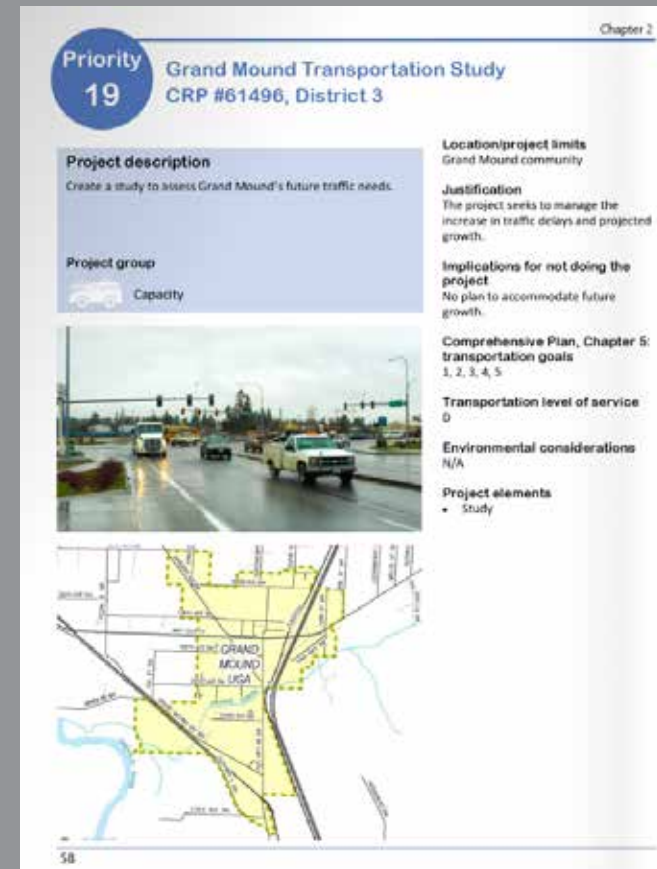 Chapter 2
Priority
19
Grand Mound Transportation Study
CRP #61496, District 3
Project description
Create a study to assess Grand Mound's future traffic needs.
Project group
Capacity
Location/project limits
Grand Mound community
Justification
The project seeks to manage the
increase in traffic delays and projected
growth.
Implications for not doing the
project
No plan to accommodate future
growth.
Comprehensive Plan, Chapter 5:
transportation goals
1, 2, 3, 4, 5
Transportation level of service
D
Environmental considerations
N/A
Project elements
• Study
GRAND
MOUND
UGA
58